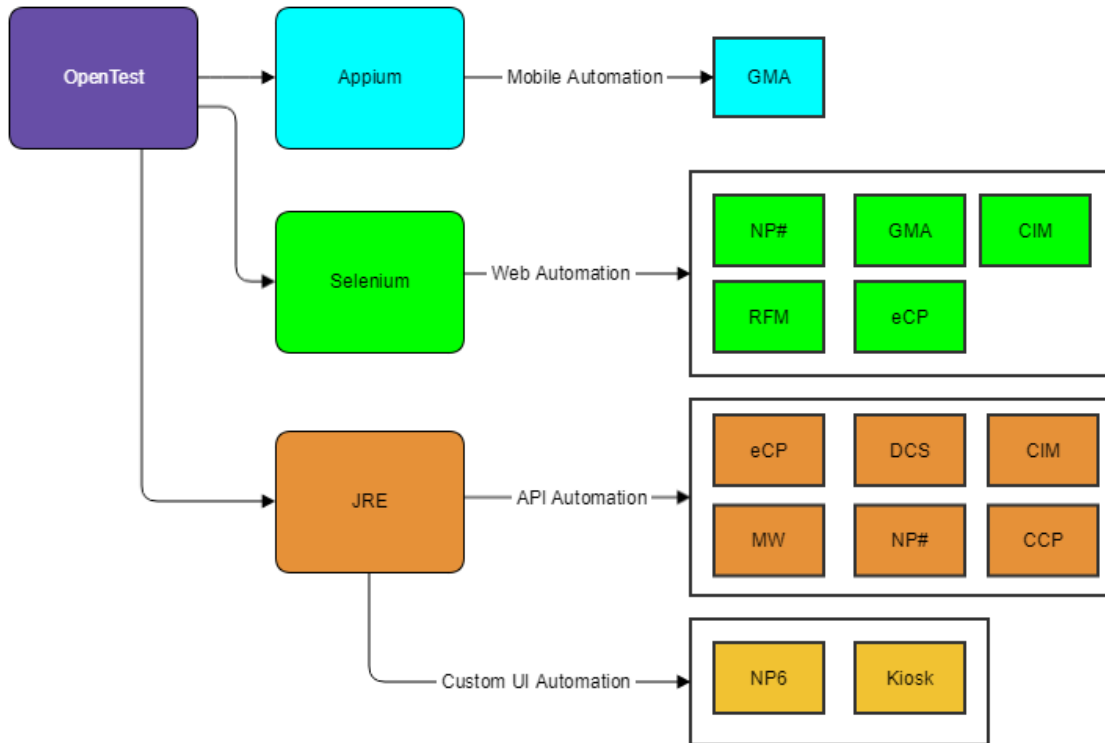 OpenTest
Appium
Mobile Automation
GMA
Selenium
Web Automation
NP#
GMA
CIM
RFM
eCP
JRE
API Automation
eCP
DCS
CIM
MW
NP#
CCP
Custom UI Automation
NP6
Kiosk